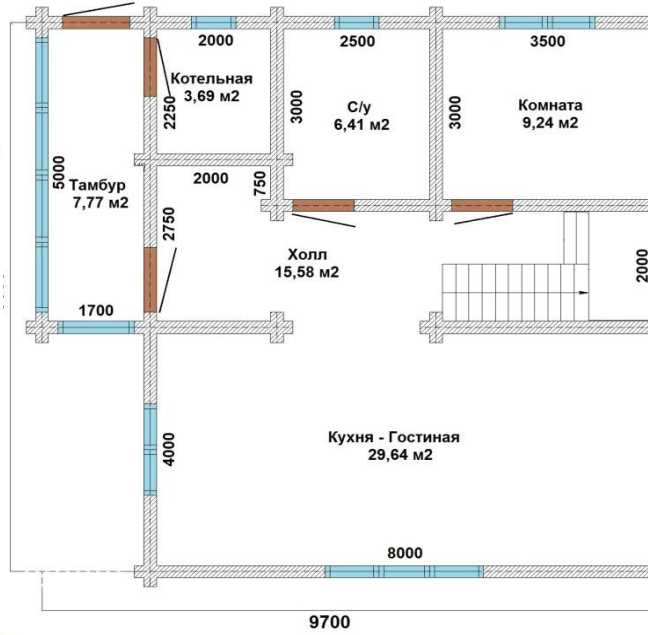 2000
2500
3500
Котельная
3,69 м2
2250
3000
С/у
6,41 м2
3000
Комната
9,24 м2
5000
Тамбур
7,77 м2
2000
750
2750
Холл
15,58 м2
2000
1700
Кухня - Гостиная
29,64 м2
4000
8000
9700